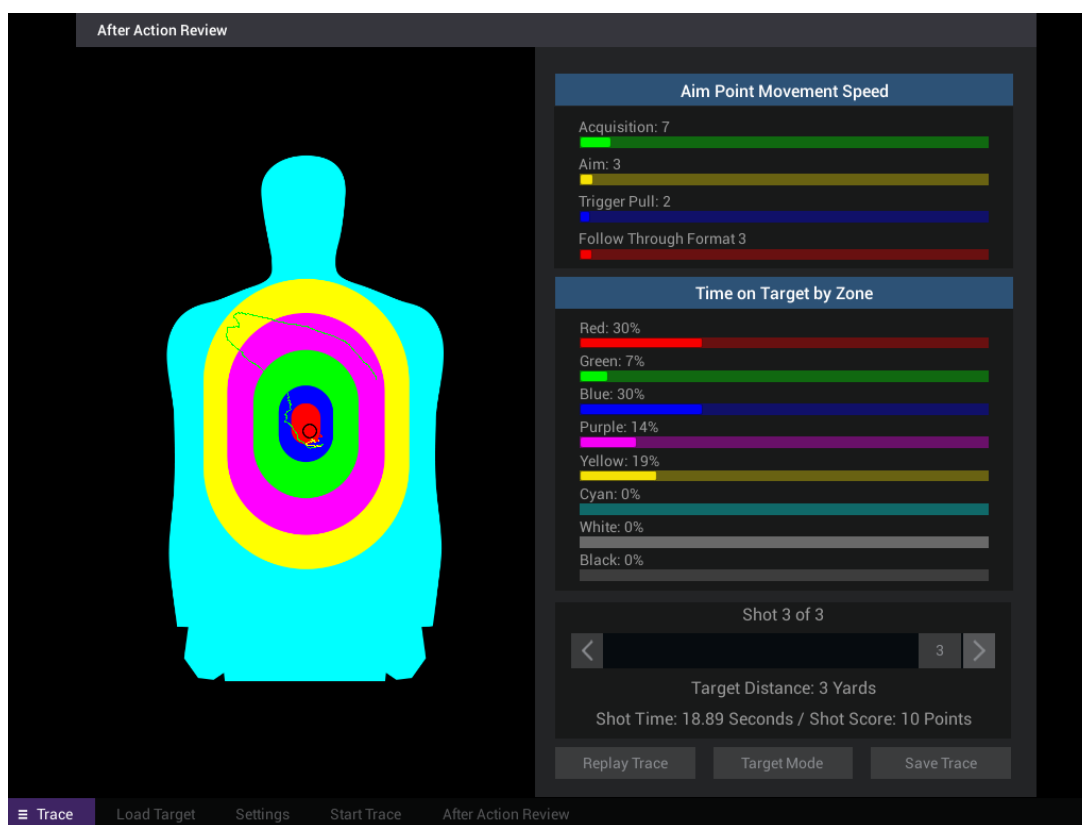 After Action Review
Aim Point Movement Speed
Acquisition: 7
Aim: 3
Trigger Pull: 2
Follow Through Format 3
Time on Target by Zone
Red: 30%
Green: 7%
Blue: 30%
Purple: 14%
Yellow: 19%
Cyan: 0%
White: 0%
Black: 0%
Shot 3 of 3
3
Target Distance: 3 Yards
Shot Time: 18.89 Seconds / Shot Score: 10 Points
Replay Trace Target Mode Save Trace
Trace Load Target Settings Start Trace After Action Review